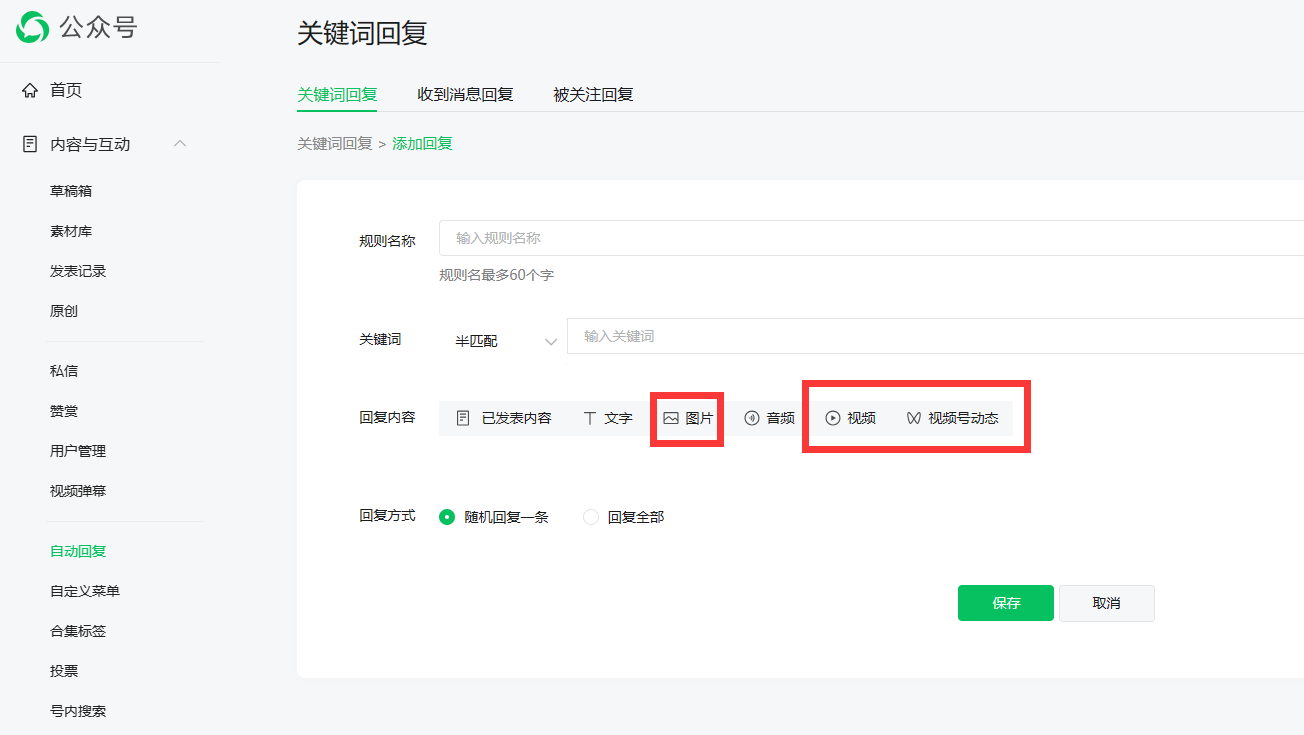 公众号
首页
内容与互动
草稿箱
素材库
发表记录
原创
私信
赞赏
用户管理
视频弹幕
自动回复
自定义菜单
合集标签
投票
号内搜索
关键词回复
关键词回复 收到消息回复 被关注回复
关键词回复 > 添加回复
规则名称 输入规则名称
规则名最多60个字
关键词 半匹配 输入关键词
回复内容 已发表内容 文字 图片 音频 视频 视频号动态
回复方式 随机回复一条 回复全部
保存 取消